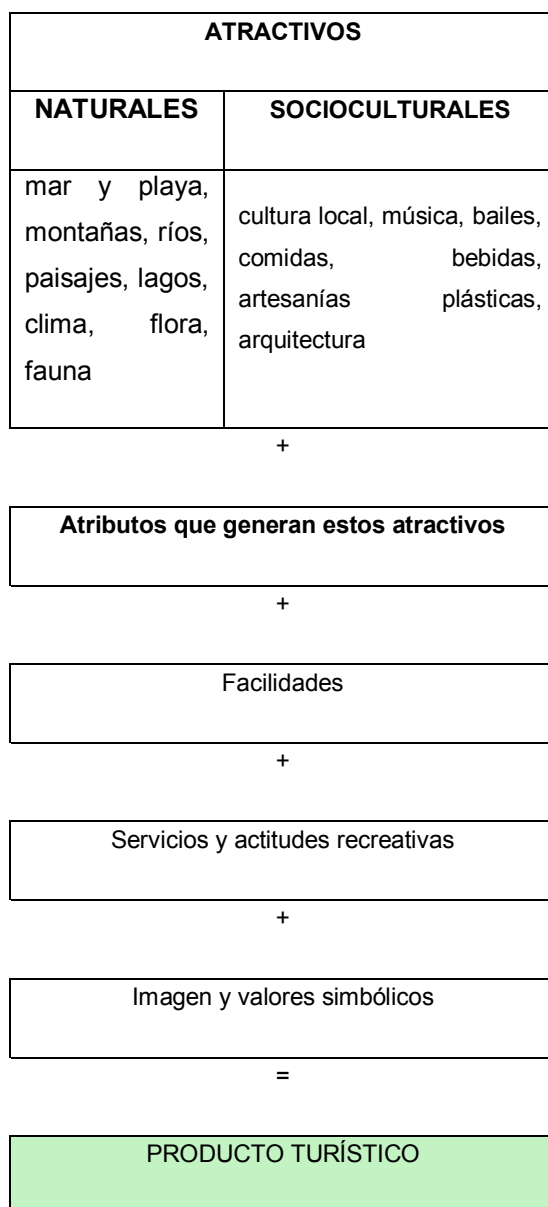 ATRACTIVOS
NATURALES
SOCIOCULTURALES
mar y playa,
montañas, ríos,
paisajes, lagos,
clima, flora,
fauna
cultura local, música, bailes,
comidas, bebidas,
artesanías plásticas,
arquitectura
+
Atributos que generan estos atractivos
+
Facilidades
+
Servicios y actitudes recreativas
+
Imagen y valores simbólicos
=
PRODUCTO TURÍSTICO